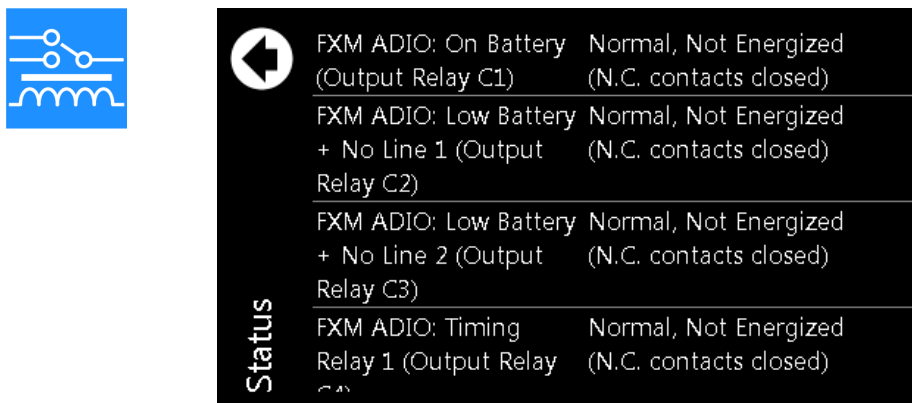 FXM ADIO: On Battery Normal, Not Energized
(Output Relay C1) (N.C. contacts closed)
FXM ADIO: Low Battery Normal, Not Energized
+ No Line 1 (Output (N.C. contacts closed)
Relay C2)
FXM ADIO: Low Battery Normal, Not Energized
+ No Line 2 (Output (N.C. contacts closed)
Relay C3)
FXM ADIO: Timing Normal, Not Energized
Relay 1 (Output Relay (N.C. contacts closed)
Status